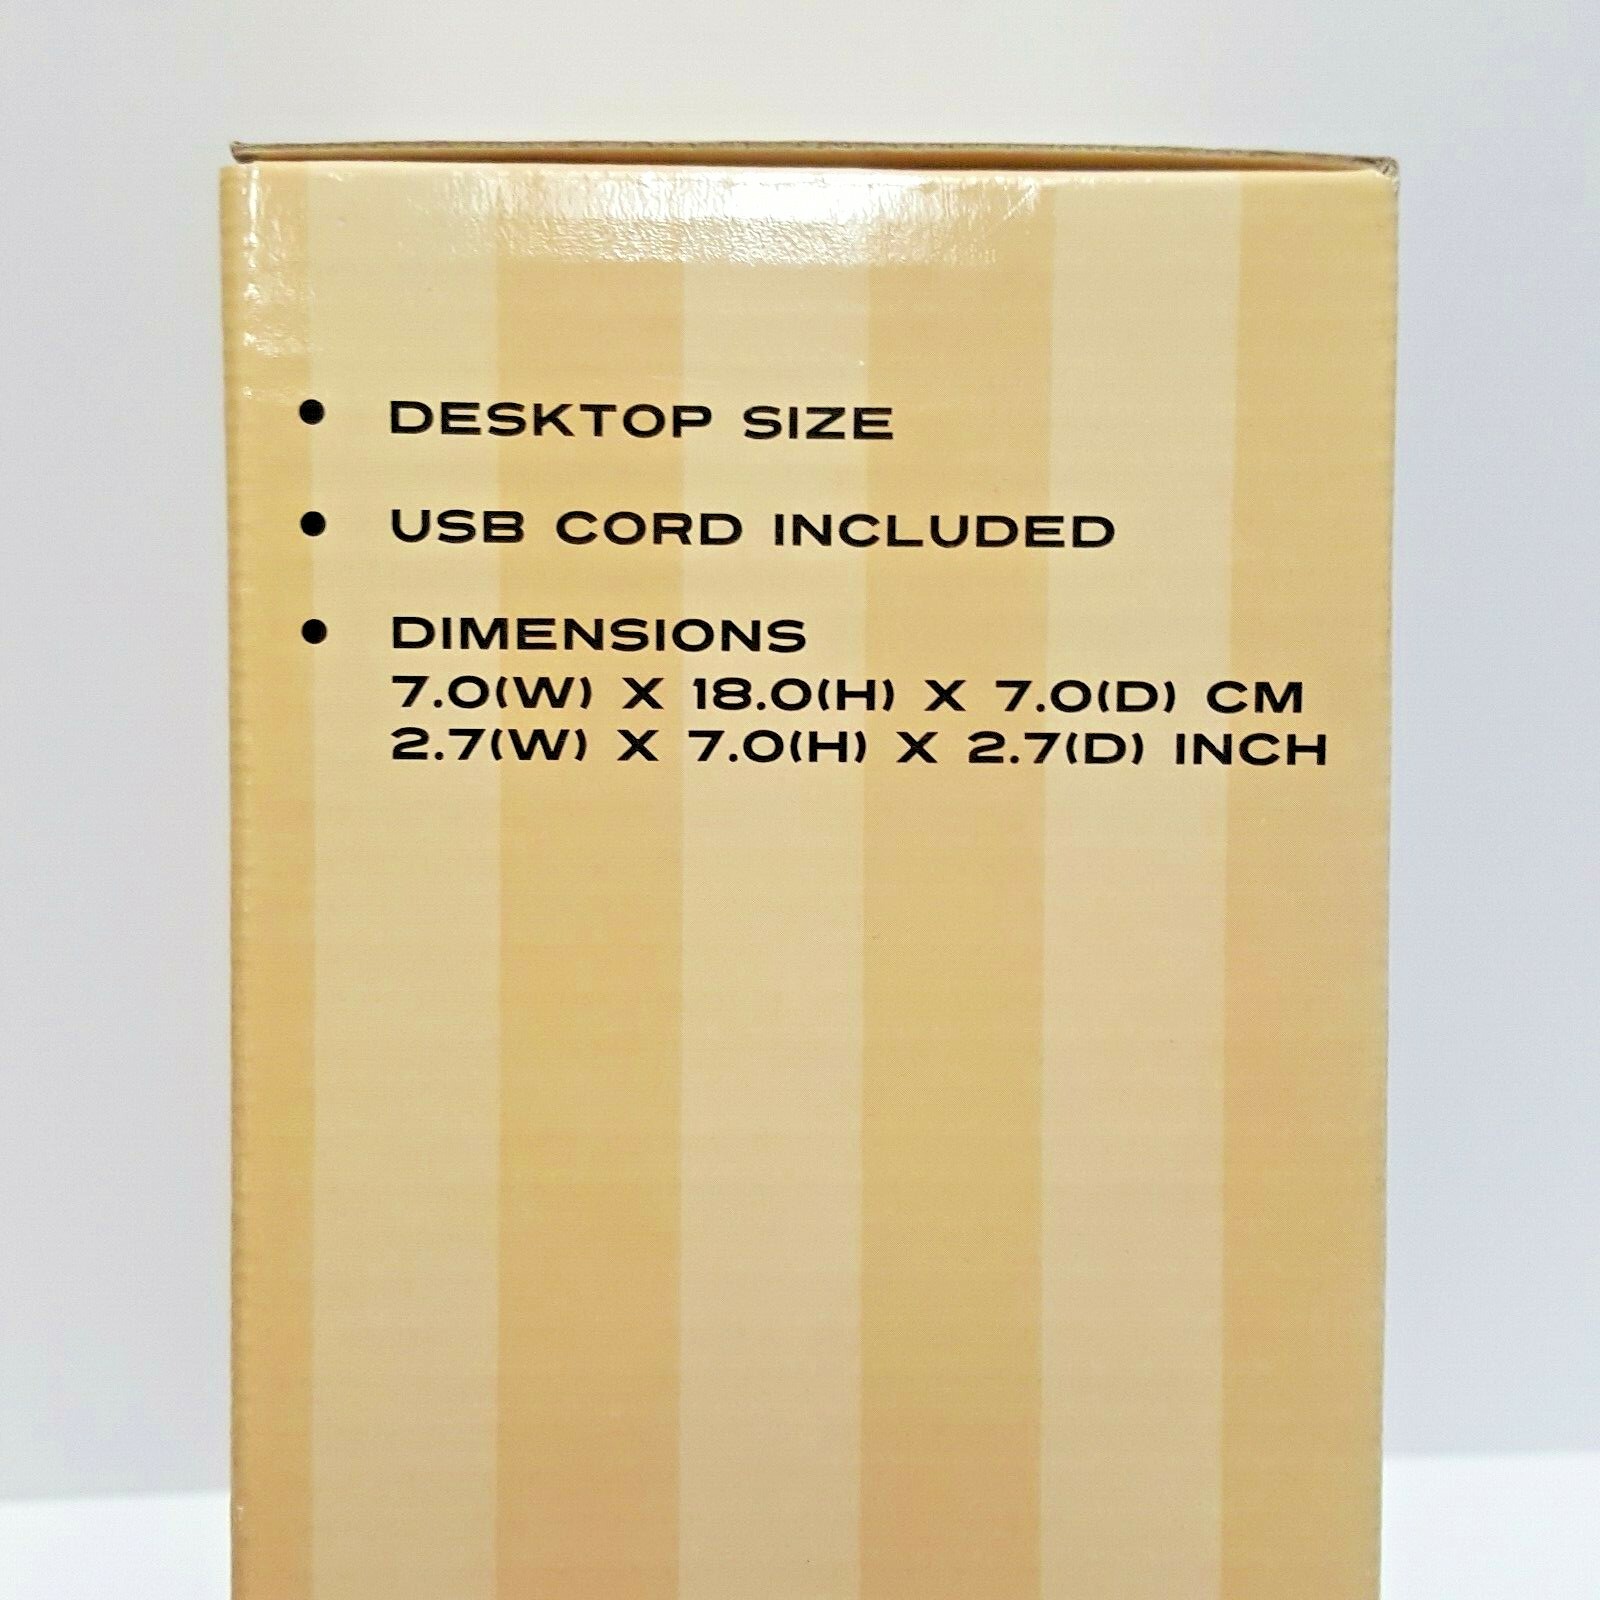 ● DESKTOP SIZE
● USB CORD INCLUDED
● DIMENSIONS
7.0(W) X 18.0(H) X 7.0(D) CM
2.7(W) X 7.0(H) X 2.7(D) INCH